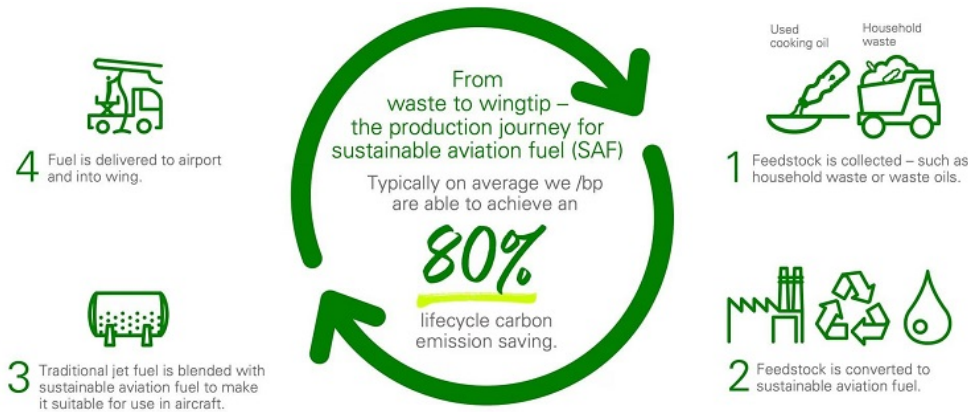 From
waste to wingtip –
the production journey for
sustainable aviation fuel (SAF)
Typically on average we /bp
are able to achieve an
80%
lifecycle carbon
emission saving.
Used
cooking oil
Household
waste
1 Feedstock is collected – such as
household waste or waste oils.
2 Feedstock is converted to
sustainable aviation fuel.
3 Traditional jet fuel is blended with
sustainable aviation fuel to make
it suitable for use in aircraft.
4 Fuel is delivered to airport
and into wing.